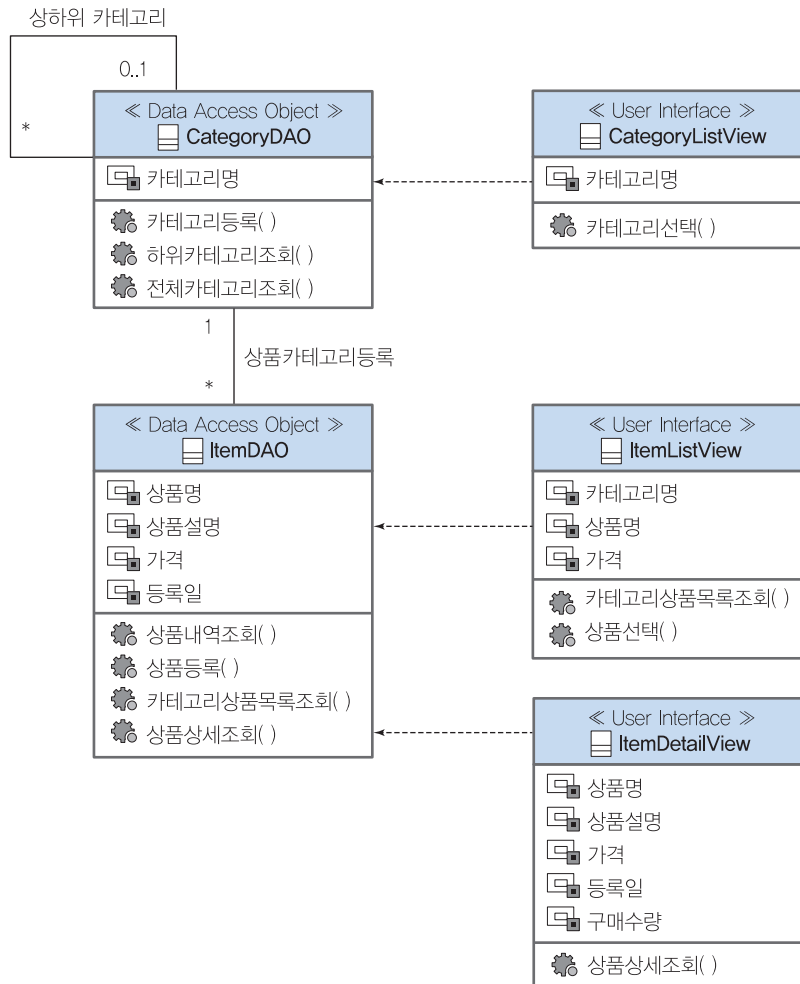 상하위 카테고리
0..1
*
≪ Data Access Object ≫
CategoryDAO
카테고리명
카테고리등록( )
하위카테고리조회( )
전체카테고리조회( )
≪ User Interface ≫
CategoryListView
카테고리명
카테고리선택( )
1
상품카테고리등록
*
≪ Data Access Object ≫
ItemDAO
상품명
상품설명
가격
등록일
상품내역조회( )
상품등록( )
카테고리상품목록조회( )
상품상세조회( )
≪ User Interface ≫
ItemListView
카테고리명
상품명
가격
카테고리상품목록조회( )
상품선택( )
≪ User Interface ≫
ItemDetailView
상품명
상품설명
가격
등록일
구매수량
상품상세조회( )